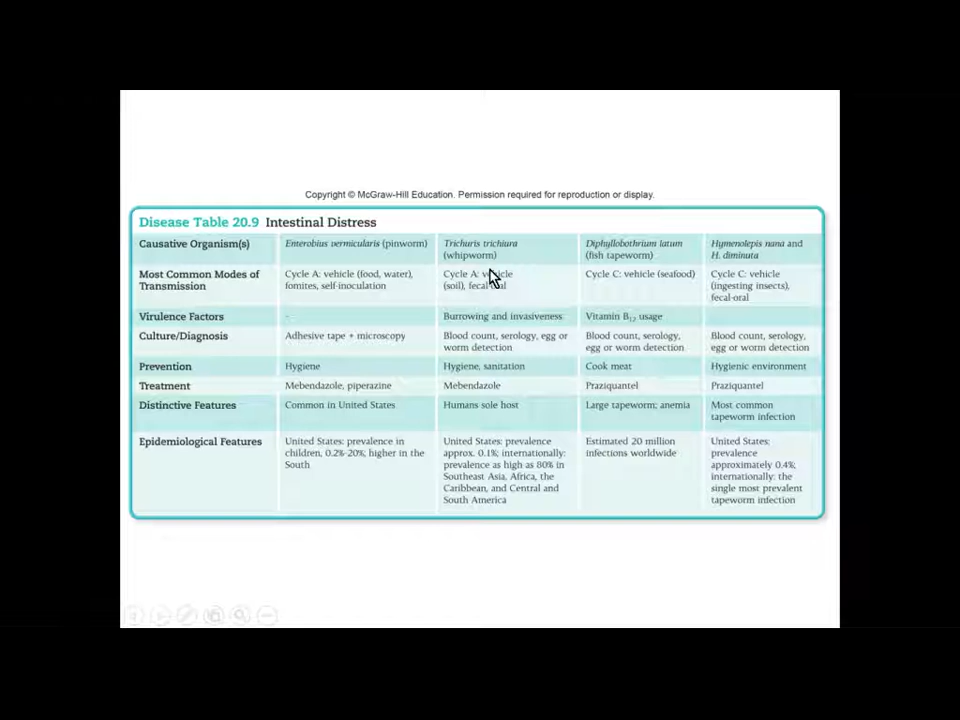 Copyright © McGraw-Hill Education. Permission required for reproduction or display.
Disease Table 20.9 Intestinal Distress
Causative Organism(s)
Enterobius vermicularis (pinworm)
Trichuris trichiura
(whipworm)
Diphyllobothrium latum
(fish tapeworm)
Hymenolepis nana and
H. diminuta
Most Common Modes of
Transmission
Cycle A: vehicle (food, water),
fomites, self-inoculation
Cycle A: vehicle
(soil), fecal-oral
Cycle C: vehicle (seafood)
Cycle C: vehicle
(ingesting insects),
fecal-oral
Virulence Factors
-
Burrowing and invasiveness
Vitamin B12 usage
Culture/Diagnosis
Adhesive tape + microscopy
Blood count, serology, egg or
worm detection
Blood count, serology,
egg or worm detection
Blood count, serology,
egg or worm detection
Prevention
Hygiene
Hygiene, sanitation
Cook meat
Hygienic environment
Treatment
Mebendazole, piperazine
Mebendazole
Praziquantel
Praziquantel
Distinctive Features
Common in United States
Humans sole host
Large tapeworm; anemia
Most common
tapeworm infection
Epidemiological Features
United States: prevalence in
children, 0.2%-20%; higher in the
South
United States: prevalence
approx. 0.1%; internationally:
prevalence as high as 80% in
Southeast Asia, Africa, the
Caribbean, and Central and
South America
Estimated 20 million
infections worldwide
United States:
prevalence
approximately 0.4%;
internationally: the
single most prevalent
tapeworm infection